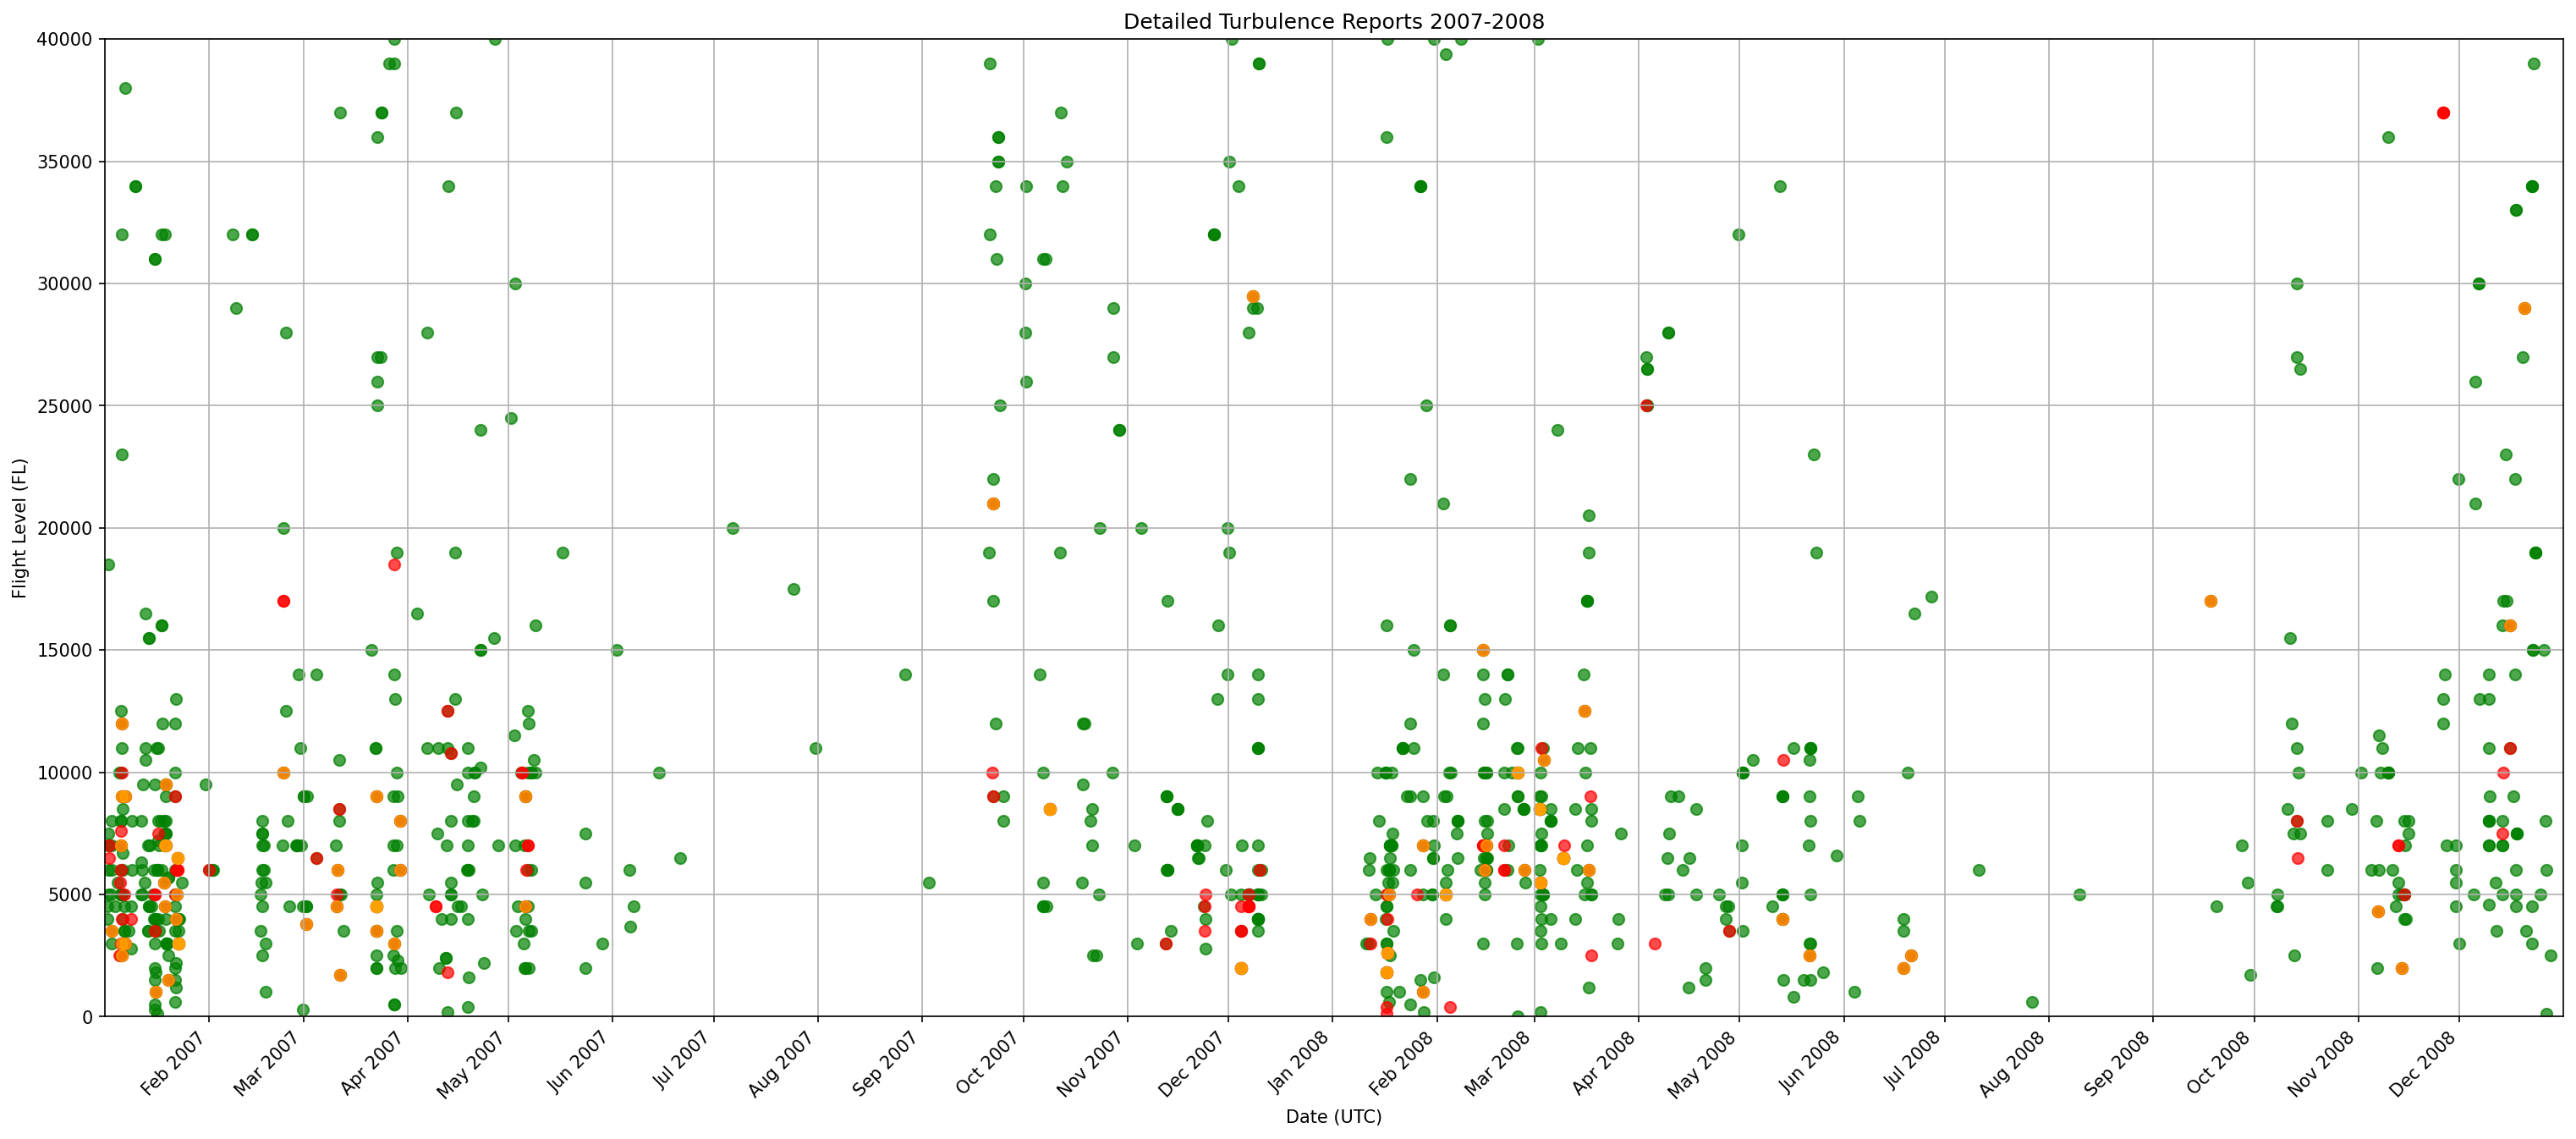 Detailed Turbulence Reports 2007-2008
40000
35000
30000
25000
20000
15000
10000
5000
0
Flight Level (FL)
Feb 2007
Mar 2007
Apr 2007
May 2007
Jun 2007
Jul 2007
Aug 2007
Sep 2007
Oct 2007
Nov 2007
Dec 2007
Jan 2008
Feb 2008
Mar 2008
Apr 2008
May 2008
Jun 2008
Jul 2008
Aug 2008
Sep 2008
Oct 2008
Nov 2008
Dec 2008
Date (UTC)